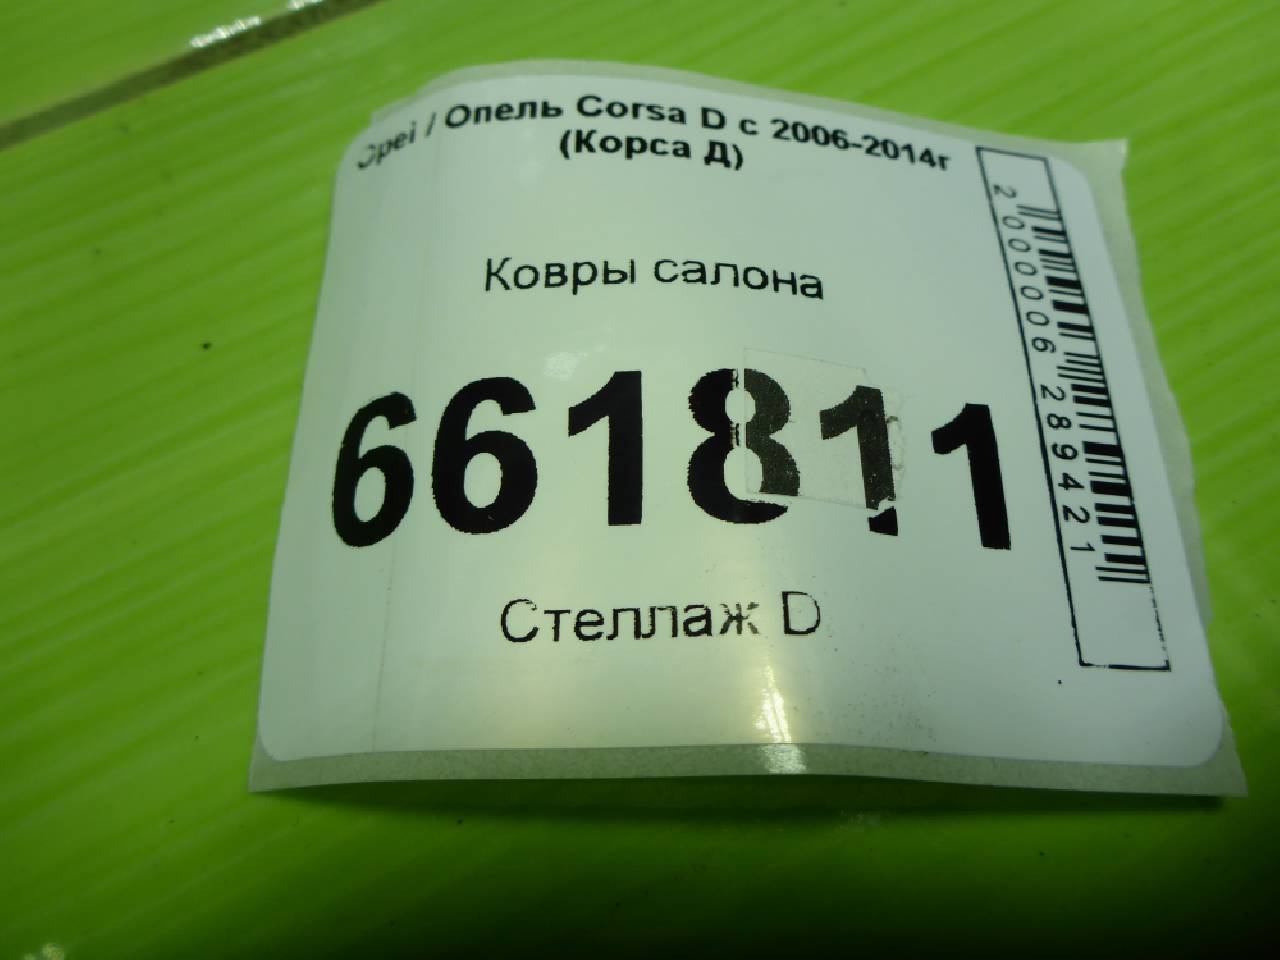 Opel / Опель Corsa D с 2006-2014г
(Корса Д)
Ковры салона
661811
Стеллаж D
2000006289421